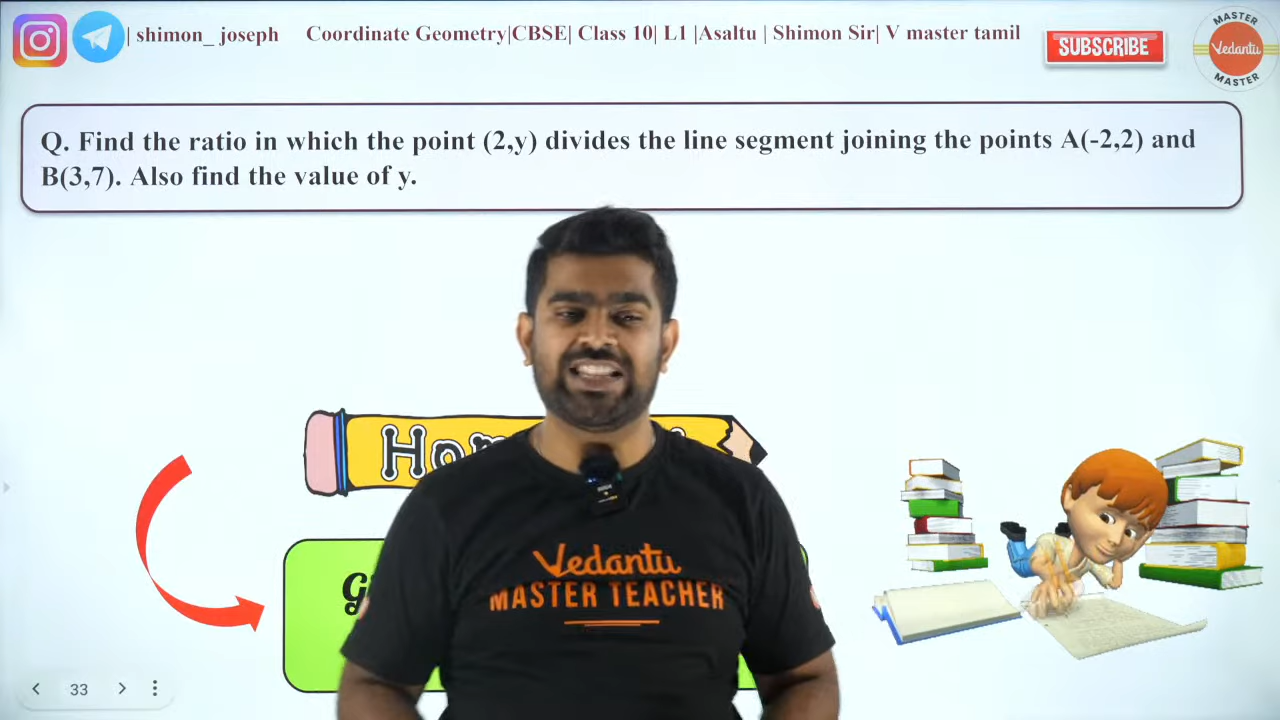 | shimon_ joseph Coordinate Geometry|CBSE| Class 10| L1 |Asaltu | Shimon Sir| V master tamil
SUBSCRIBE
MASTER
Vedantu
MASTER
Q. Find the ratio in which the point (2,y) divides the line segment joining the points A(-2,2) and
B(3,7). Also find the value of y.
Vedantu
MASTER TEACHER
33